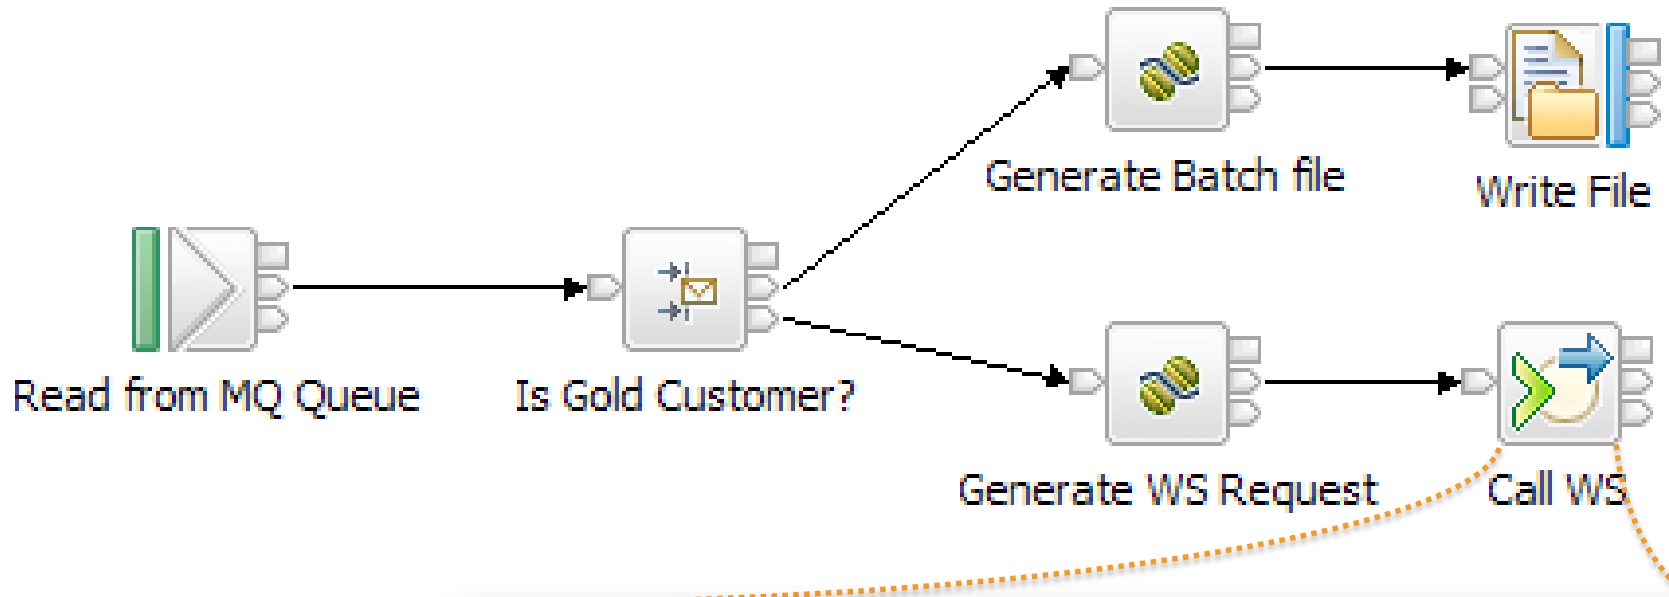 Generate Batch file
Write File
Read from MQ Queue
Is Gold Customer?
Generate WS Request
Call WS